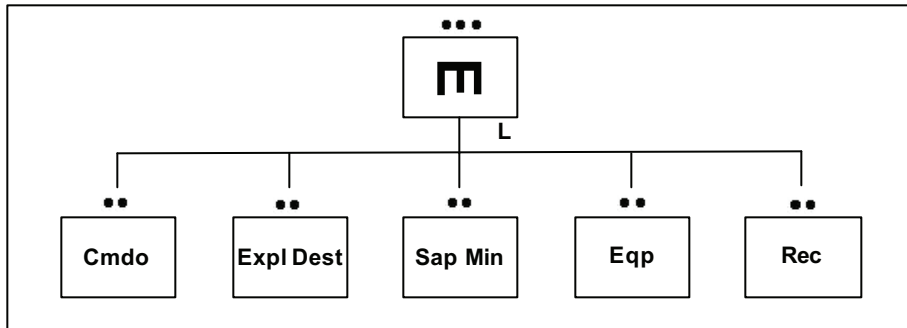 L
Cmdo
Expl Dest
Sap Min
Eqp
Rec